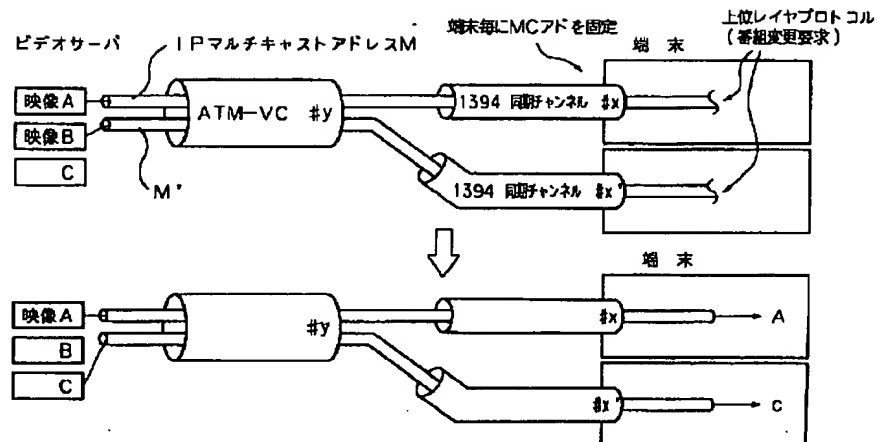 ビデオサーバ
IPマルチキャストアドレスM
端末毎にMCアドを固定
端 末
上位レイヤプロトコル
(番組変更要求)
映像A
映像B
C
M'
ATM-VC #y
1394 同期チャンネル #x
1394 同期チャンネル #x'
端 末
映像A
B
C
#y
#x
A
#x'
C